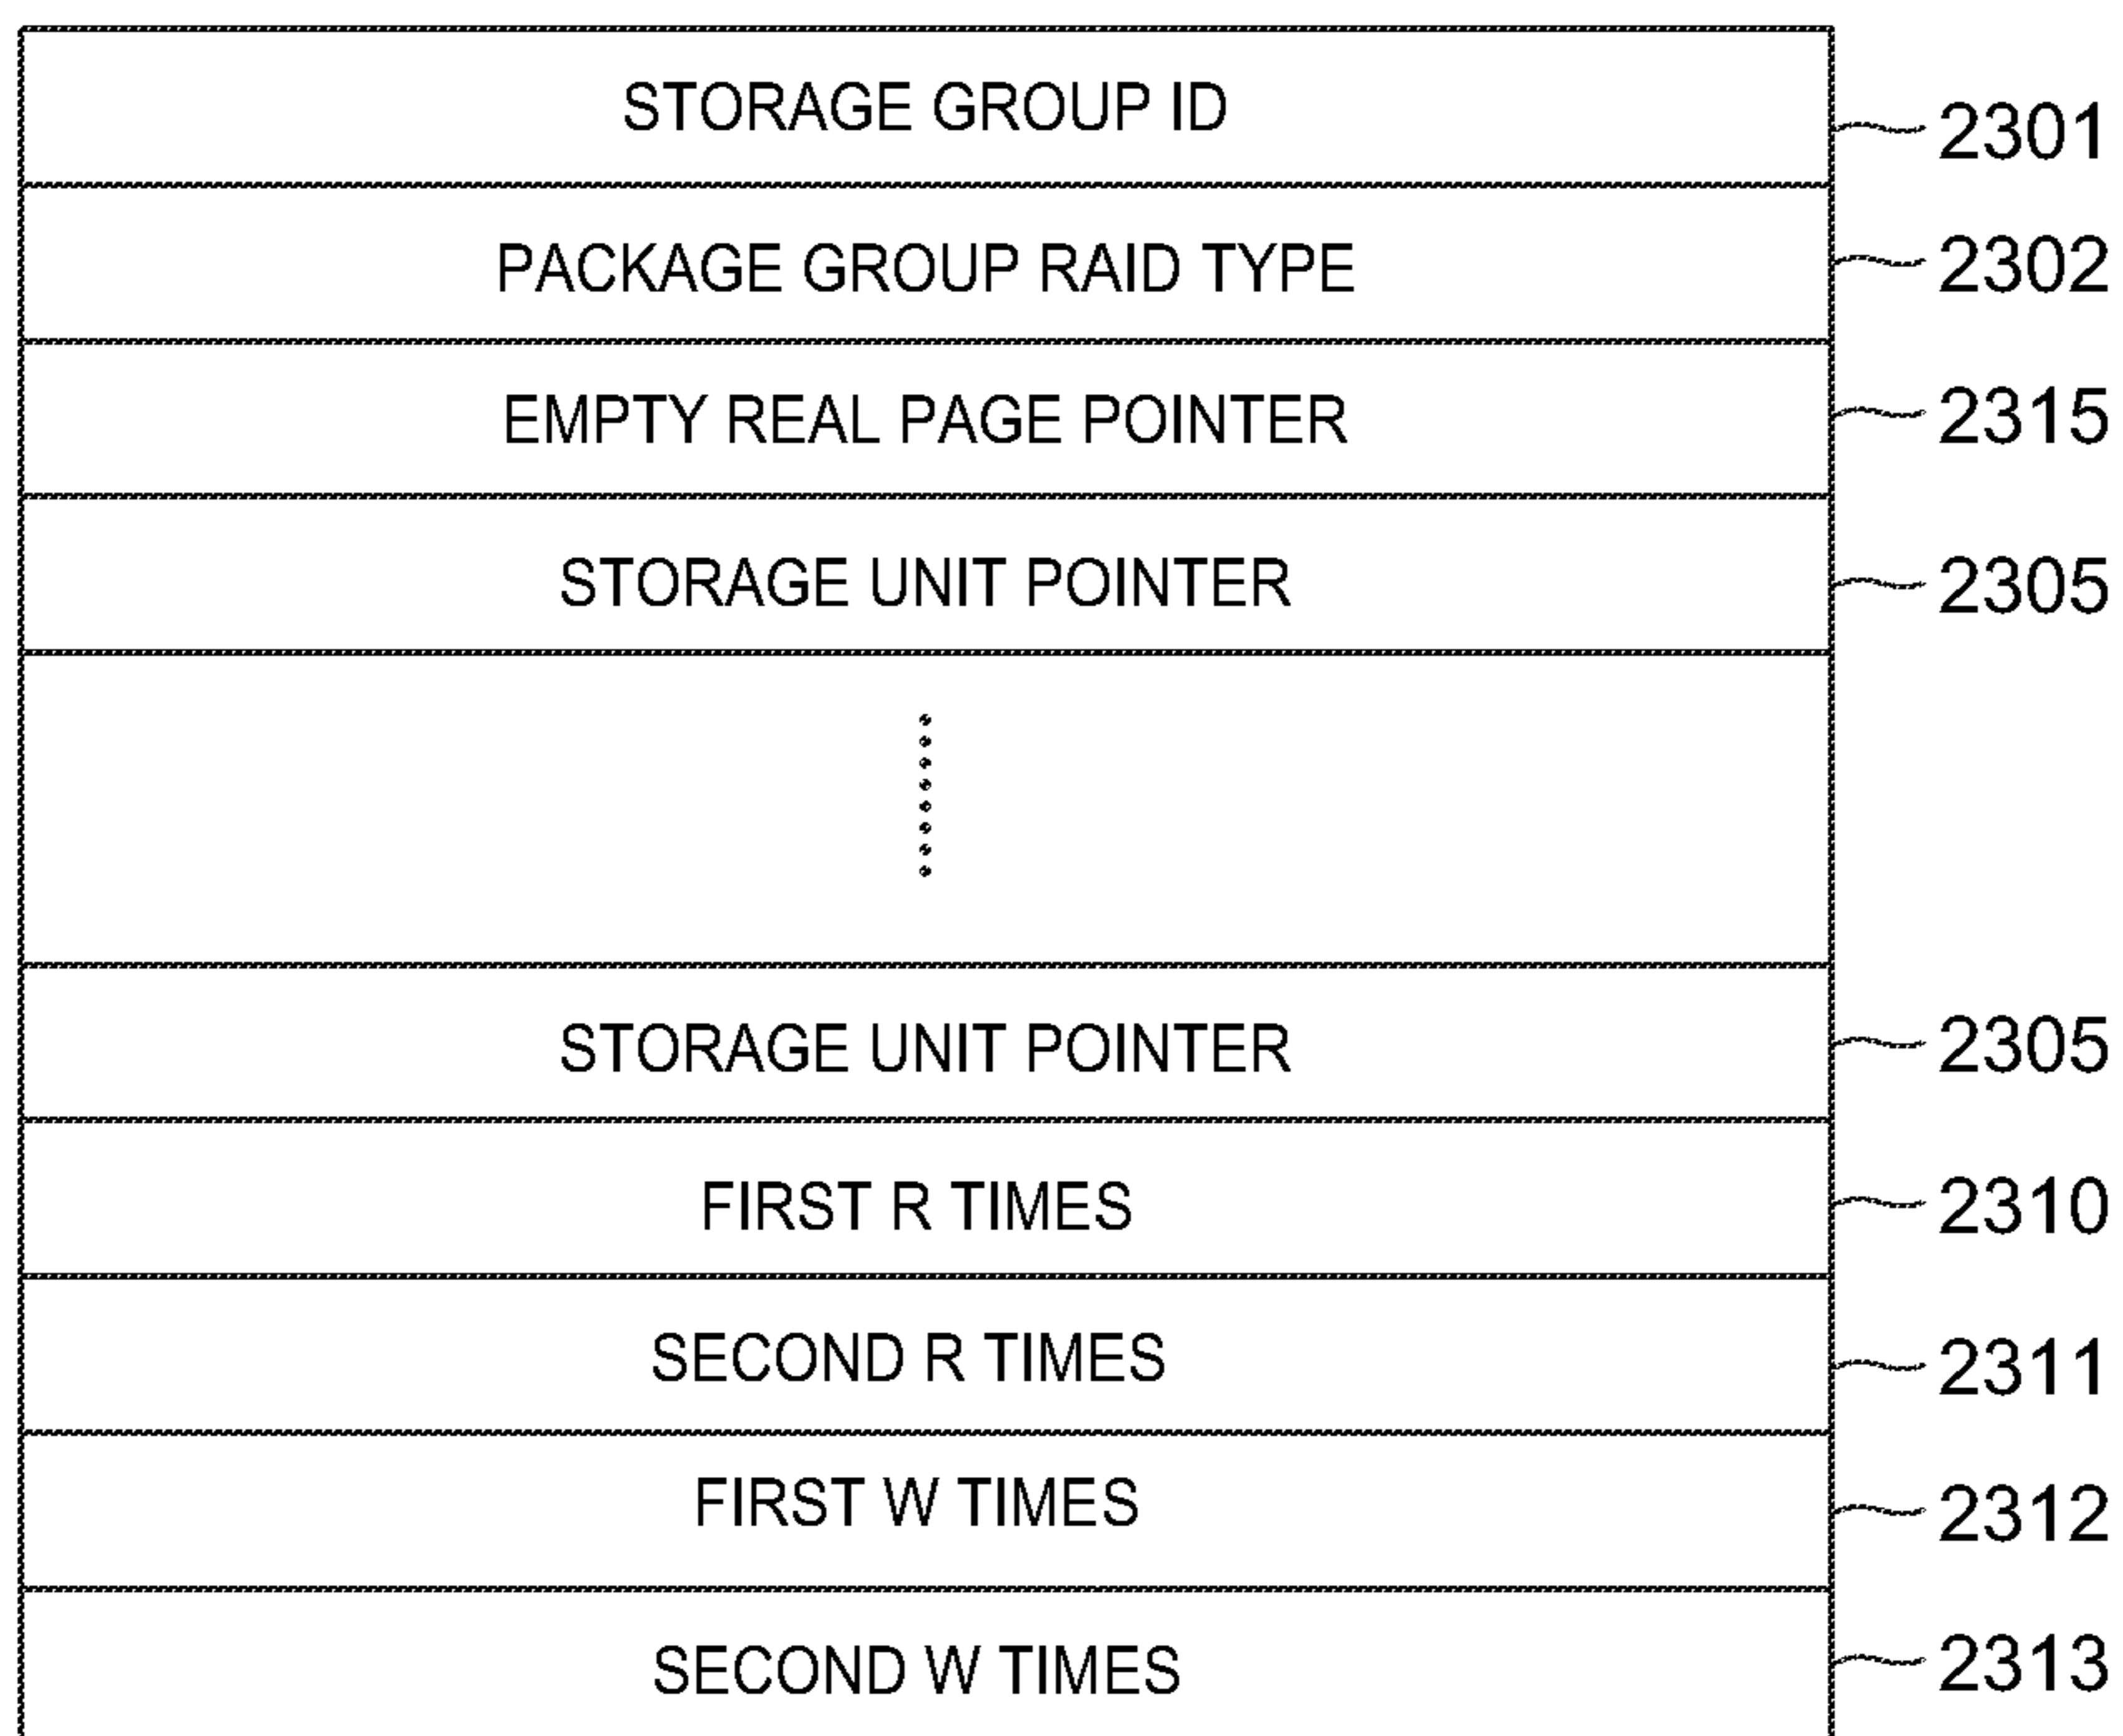 STORAGE GROUP ID 2301
PACKAGE GROUP RAID TYPE 2302
EMPTY REAL PAGE POINTER 2315
STORAGE UNIT POINTER 2305
STORAGE UNIT POINTER 2305
FIRST R TIMES 2310
SECOND R TIMES 2311
FIRST W TIMES 2312
SECOND W TIMES 2313